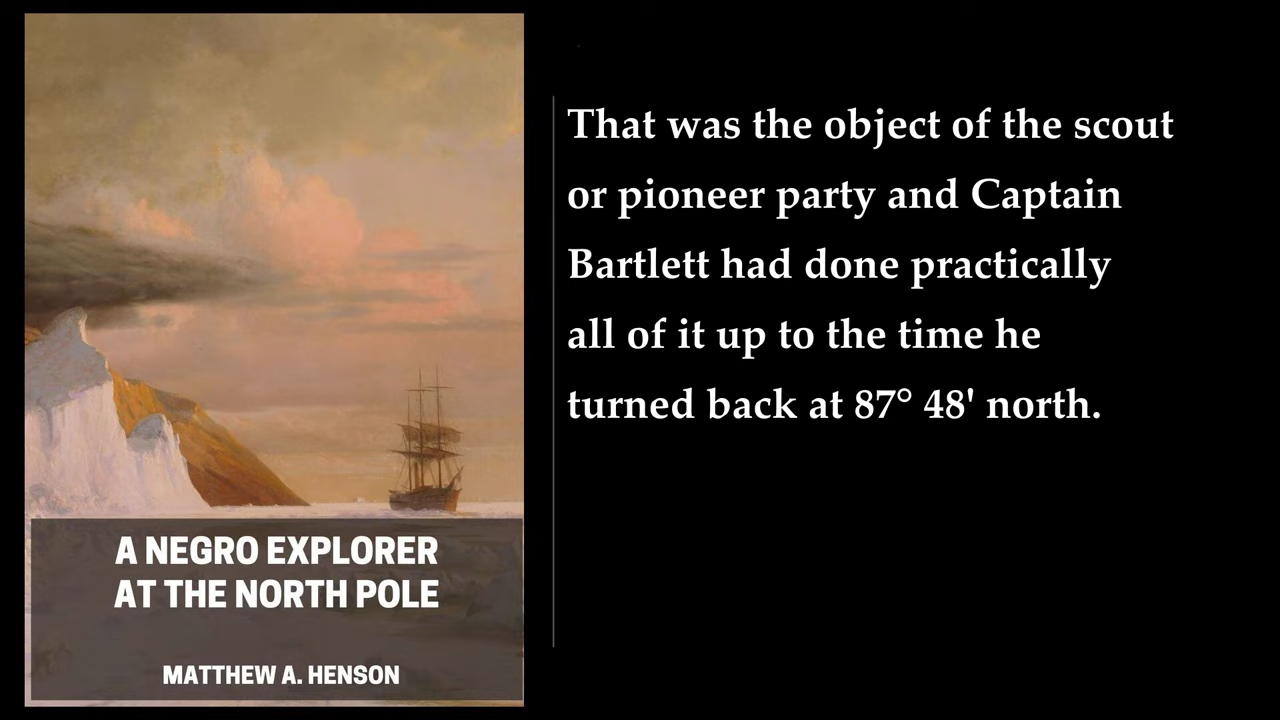 A NEGRO EXPLORER
AT THE NORTH POLE
MATTHEW A. HENSON
That was the object of the scout
or pioneer party and Captain
Bartlett had done practically
all of it up to the time he
turned back at 87° 48' north.